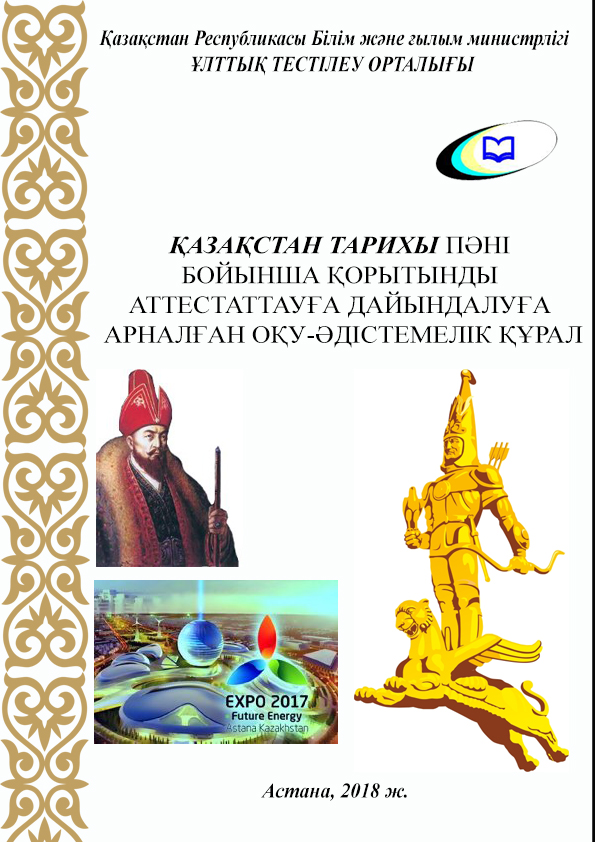 Қазақстан Республикасы Білім және ғылым министрлігі
ҰЛТТЫҚ ТЕСТІЛЕУ ОРТАЛЫҒЫ
ҚАЗАҚСТАН ТАРИХЫ ПӘНІ
БОЙЫНША ҚОРЫТЫНДЫ
АТТЕСТАТТАУҒА ДАЙЫНДАЛУҒА
АРНАЛҒАН ОҚУ-ӘДІСТЕМЕЛІК ҚҰРАЛ
EXPO 2017
Future Energy
Astana Kazakhstan
Астана, 2018 ж.